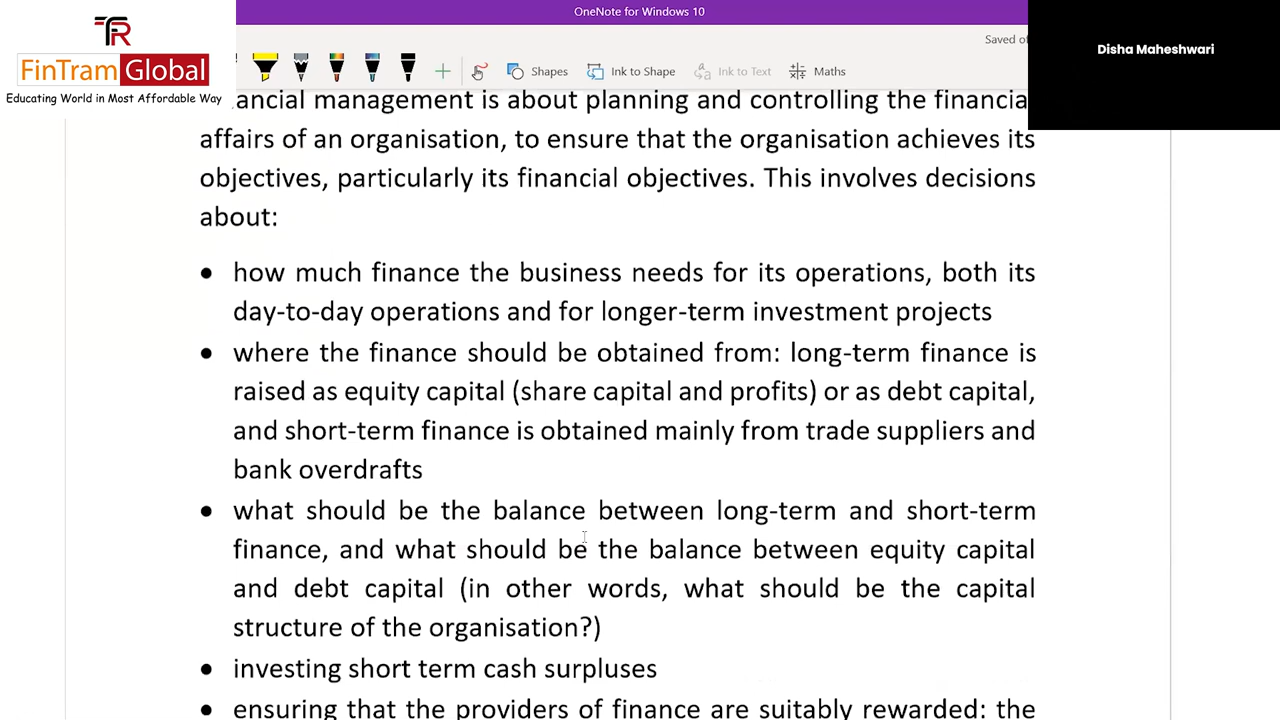 OneNote for Windows 10
TR
FinTram Global
Educating World in Most Affordable Way
Shapes
Ink to Shape
Ink to Text
Maths
Saved of
Disha Maheshwari
ancial management is about planning and controlling the financial
affairs of an organisation, to ensure that the organisation achieves its
objectives, particularly its financial objectives. This involves decisions
about:
• how much finance the business needs for its operations, both its
day-to-day operations and for longer-term investment projects
• where the finance should be obtained from: long-term finance is
raised as equity capital (share capital and profits) or as debt capital,
and short-term finance is obtained mainly from trade suppliers and
bank overdrafts
• what should be the balance between long-term and short-term
finance, and what should be the balance between equity capital
and debt capital (in other words, what should be the capital
structure of the organisation?)
• investing short term cash surpluses
• ensuring that the providers of finance are suitably rewarded: the